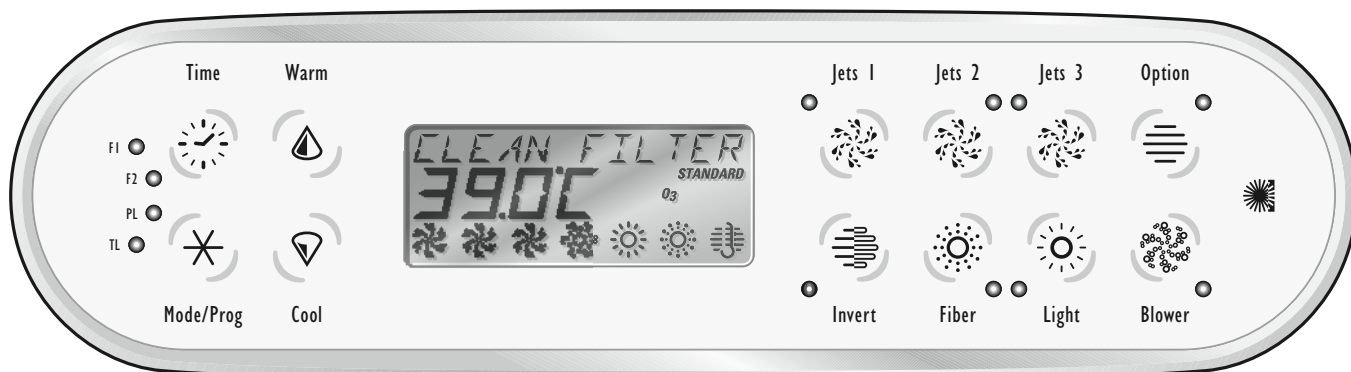 Time Warm
Jets 1 Jets 2 Jets 3 Option
F1
F2
PL
TL
CLEAN FILTER
39.0°C
STANDARD
O3
Mode/Prog Cool
Invert Fiber Light Blower